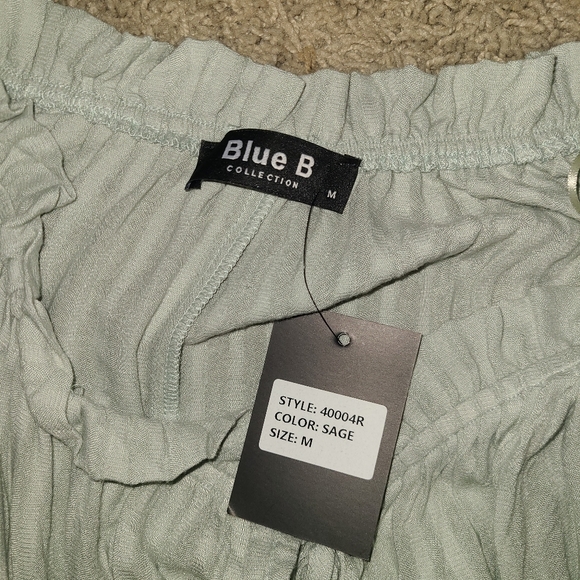 Blue B
COLLECTION
M
STYLE: 40004R
COLOR: SAGE
SIZE: M